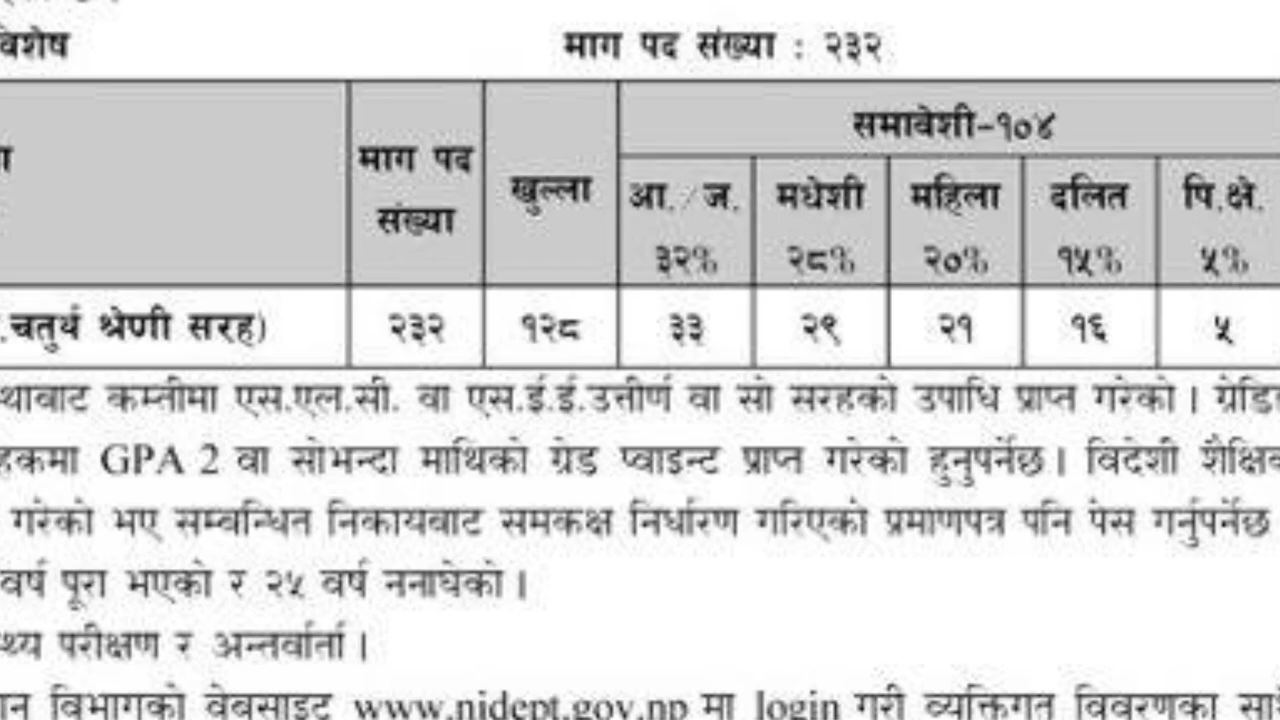 विशेष माग पद संख्या : २३२
माग पद संख्या खुल्ला समावेशी-१०४
आ./ज. ३२% मधेशी २८% महिला २०% दलित १५% पि.क्षे. ५%
.चतुर्थ श्रेणी सरह) २३२ १२८ ३३ २९ २१ १६ ५
थाबाट कम्तीमा एस.एल.सी. वा एस.ई.ई.उत्तीर्ण वा सो सरहको उपाधि प्राप्त गरेको।
हकमा GPA 2 वा सोभन्दा माथिको ग्रेड प्वाइन्ट प्राप्त गरेको हुनुपर्नेछ। विदेशी
गरेको भए सम्बन्धित निकायबाट समकक्ष निर्धारण गरिएको प्रमाणपत्र पनि पेस गर्नुपर्नेछ
वर्ष पूरा भएको र २५ वर्ष ननाघेको।
परीक्षण र अन्तर्वार्ता।
विभागको वेबसाइट www.nidept.gov.np मा login गरी व्यक्तिगत विवरणका